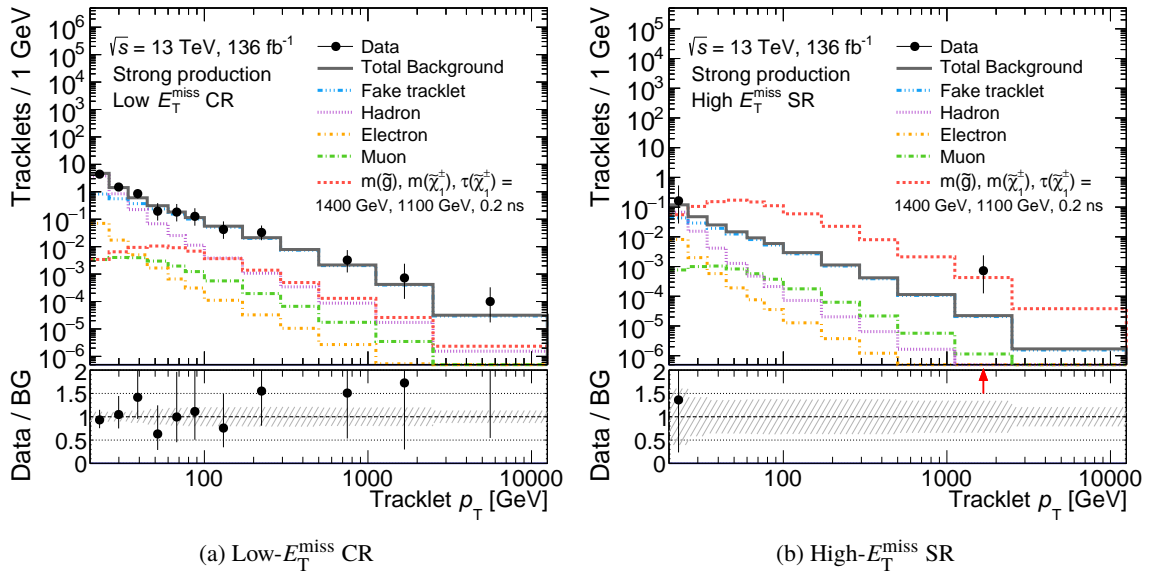 Tracklets / 1 GeV
10⁶
10⁵
10⁴
10³
10²
10
1
10⁻¹
10⁻²
10⁻³
10⁻⁴
10⁻⁵
10⁻⁶
√s = 13 TeV, 136 fb⁻¹
Strong production
Low E_T^miss CR
Data
Total Background
Fake tracklet
Hadron
Electron
Muon
m(g̃), m(χ̃₁^±), τ(χ̃₁^±) =
1400 GeV, 1100 GeV, 0.2 ns
Data / BG
2
1.5
1
0.5
0
100
1000
10000
Tracklet p_T [GeV]
(a) Low-E_T^miss CR
Tracklets / 1 GeV
10⁶
10⁵
10⁴
10³
10²
10
1
10⁻¹
10⁻²
10⁻³
10⁻⁴
10⁻⁵
10⁻⁶
√s = 13 TeV, 136 fb⁻¹
Strong production
High E_T^miss SR
Data
Total Background
Fake tracklet
Hadron
Electron
Muon
m(g̃), m(χ̃₁^±), τ(χ̃₁^±) =
1400 GeV, 1100 GeV, 0.2 ns
Data / BG
2
1.5
1
0.5
0
100
1000
10000
Tracklet p_T [GeV]
(b) High-E_T^miss SR